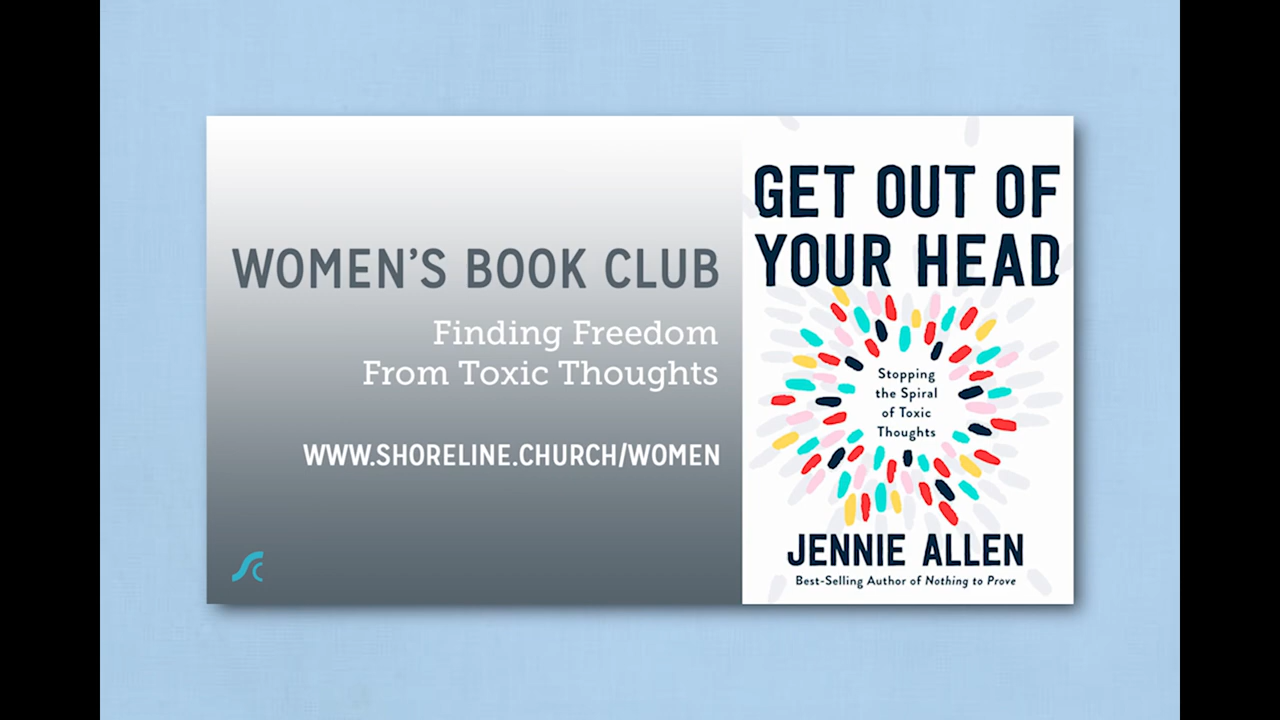 WOMEN'S BOOK CLUB
Finding Freedom
From Toxic Thoughts
WWW.SHORELINE.CHURCH/WOMEN
SC
GET OUT OF
YOUR HEAD
Stopping
the Spiral
of Toxic
Thoughts
JENNIE ALLEN
Best-Selling Author of Nothing to Prove